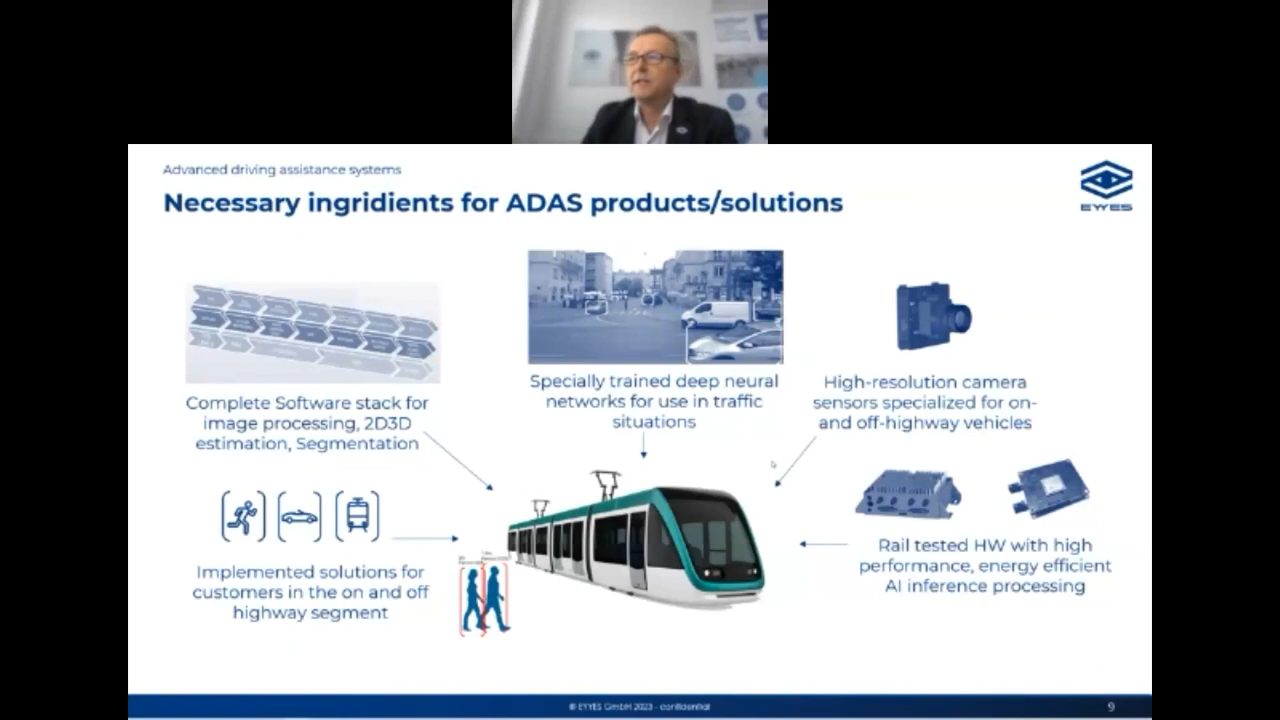 Advanced driving assistance systems
Necessary ingridients for ADAS products/solutions
EYYES
Complete Software stack for
image processing, 2D3D
estimation, Segmentation
Specially trained deep neural
networks for use in traffic
situations
High-resolution camera
sensors specialized for on-
and off-highway vehicles
Implemented solutions for
customers in the on and off
highway segment
Rail tested HW with high
performance, energy efficient
AI inference processing
© EYYES GmbH 2023 - confidential
9